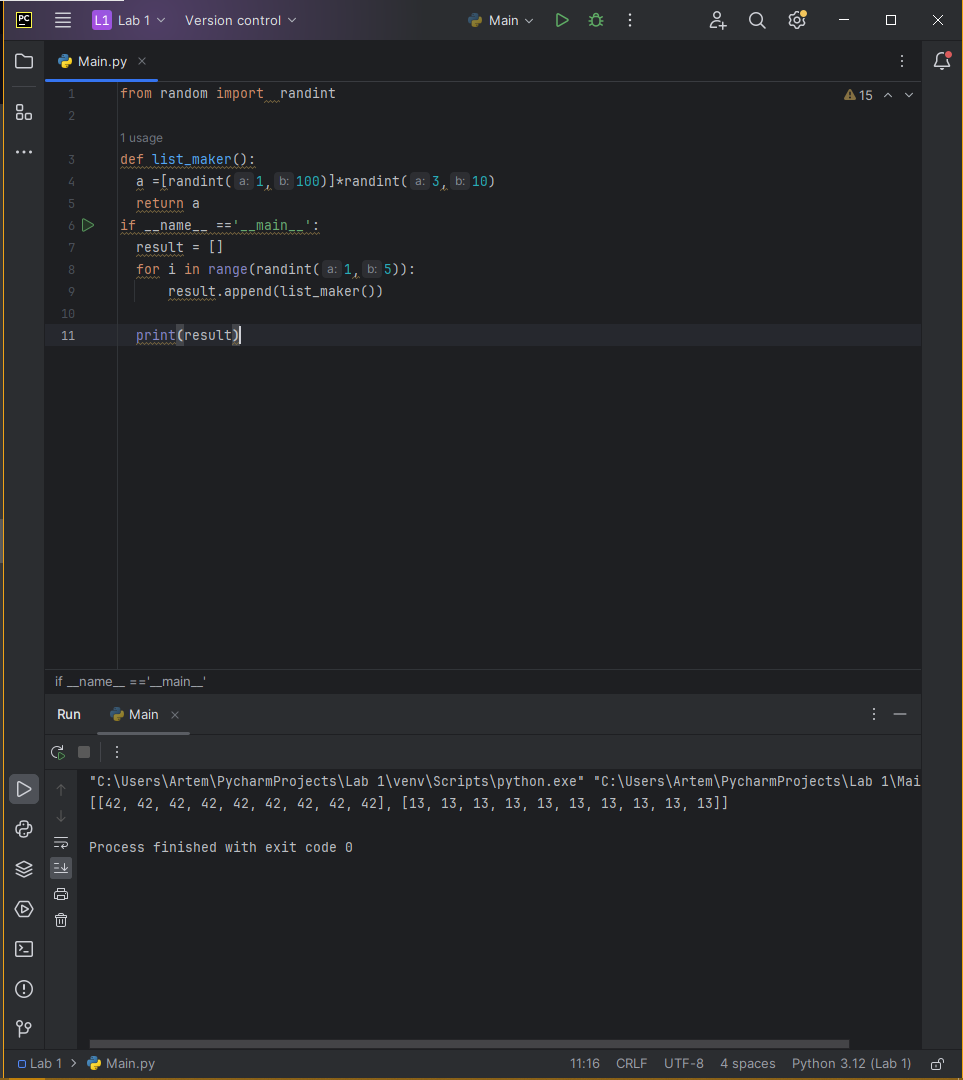 PC L1 Lab 1 Version control Main
Main.py
1 from random import  randint 15
2
1 usage
3 def list_maker():
4 a =[randint( a: 1, b: 100)]*randint( a: 3, b: 10)
5 return a
6 if __name__ =='__main__':
7 result = []
8 for i in range(randint( a: 1, b: 5)):
9 result.append(list_maker())
10
11 print(result)
if __name__ =='__main__'
Run Main
"C:\Users\Artem\PycharmProjects\Lab 1\venv\Scripts\python.exe" "C:\Users\Artem\PycharmProjects\Lab 1\Mai
[[42, 42, 42, 42, 42, 42, 42, 42, 42], [13, 13, 13, 13, 13, 13, 13, 13, 13, 13]]
Process finished with exit code 0
Lab 1 > Main.py 11:16 CRLF UTF-8 4 spaces Python 3.12 (Lab 1)